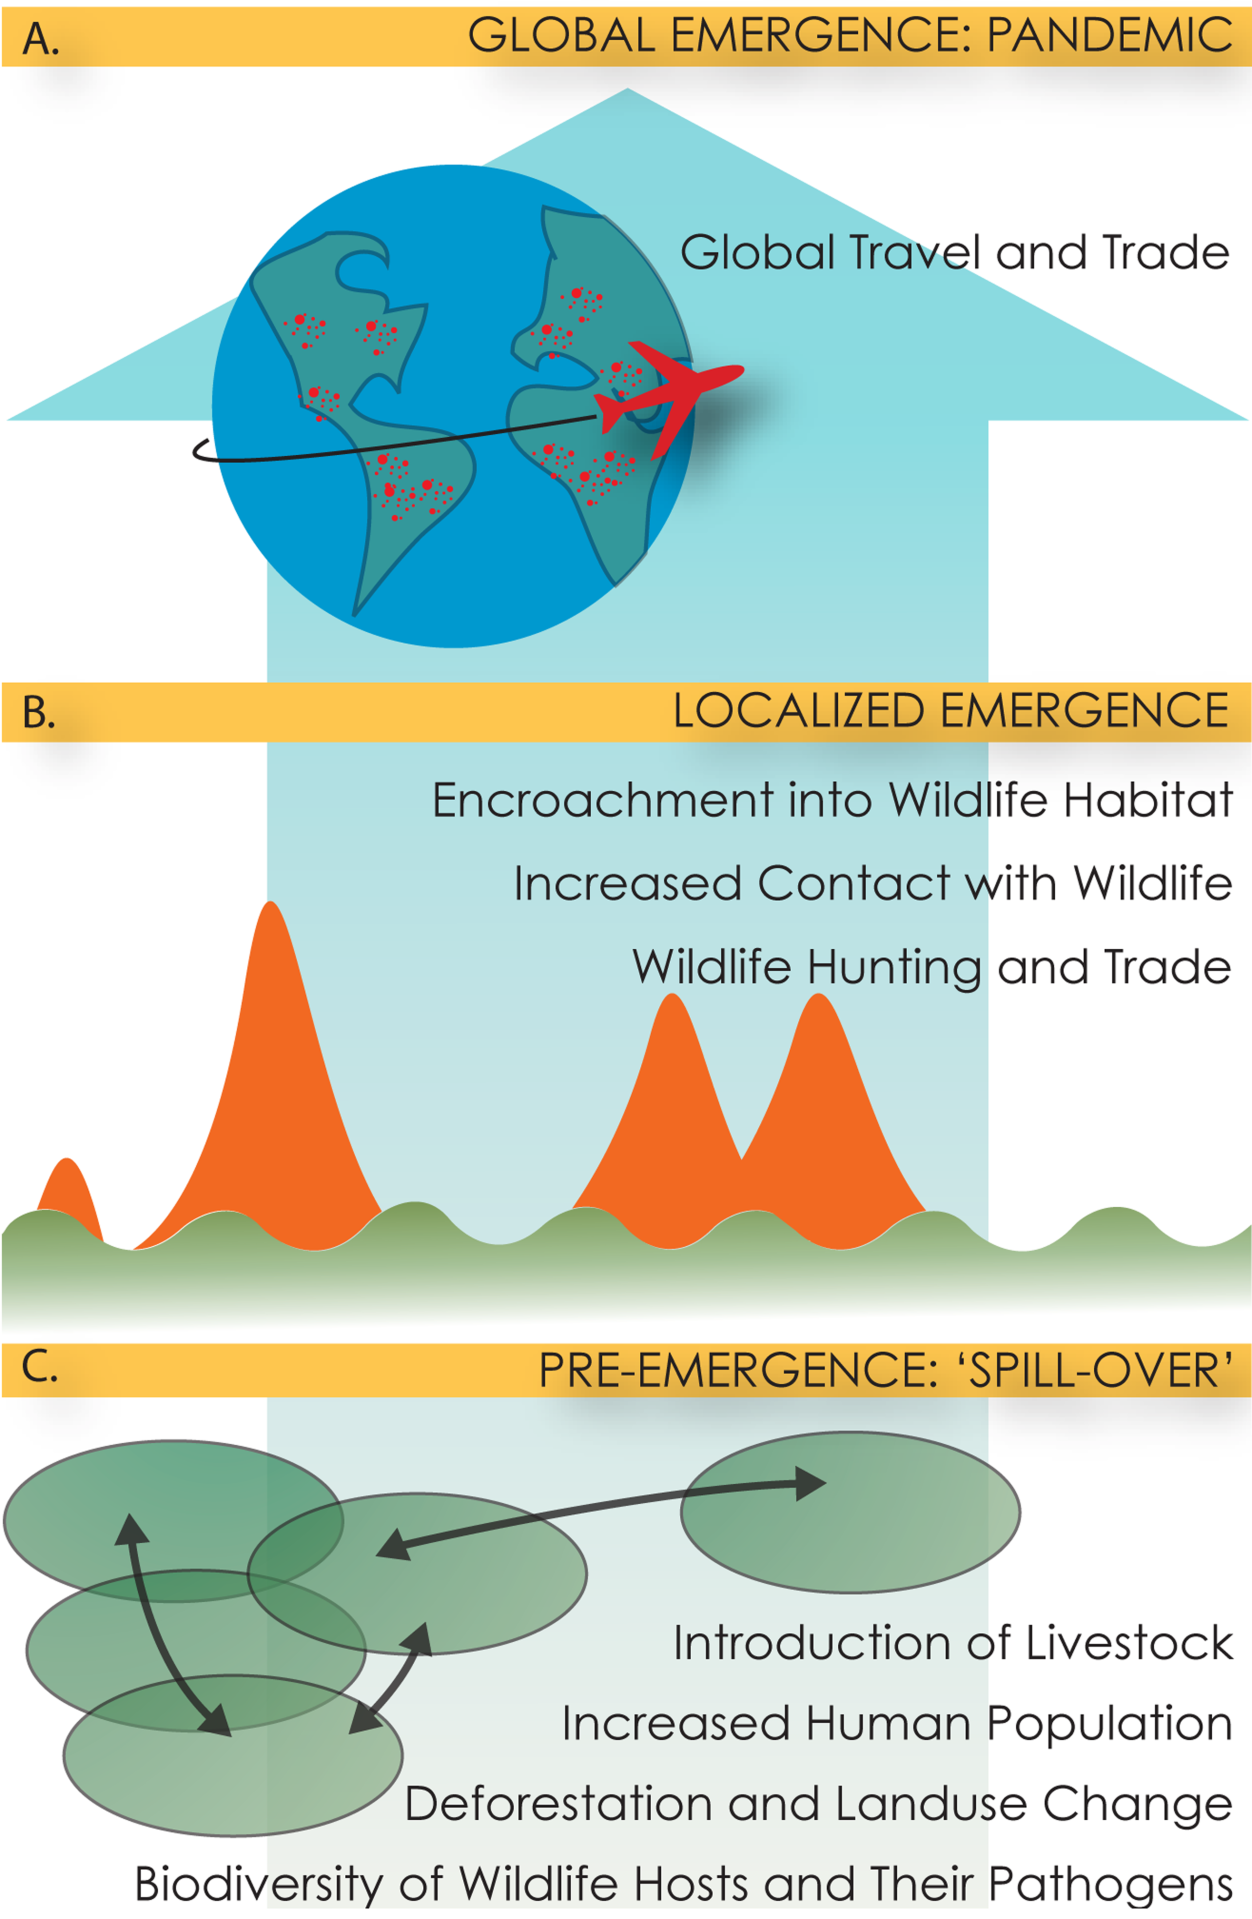 A.
GLOBAL EMERGENCE: PANDEMIC
Global Travel and Trade
B.
LOCALIZED EMERGENCE
Encroachment into Wildlife Habitat
Increased Contact with Wildlife
Wildlife Hunting and Trade
C.
PRE-EMERGENCE: ‘SPILL-OVER’
Introduction of Livestock
Increased Human Population
Deforestation and Landuse Change
Biodiversity of Wildlife Hosts and Their Pathogens